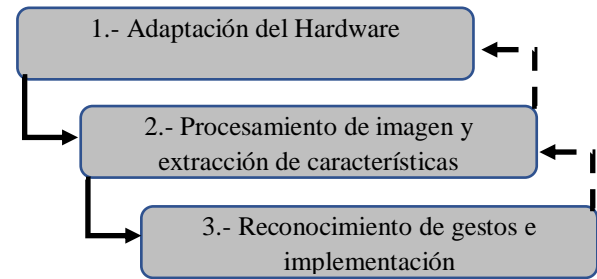 1.- Adaptación del Hardware
2.- Procesamiento de imagen y
extracción de características
3.- Reconocimiento de gestos e
implementación